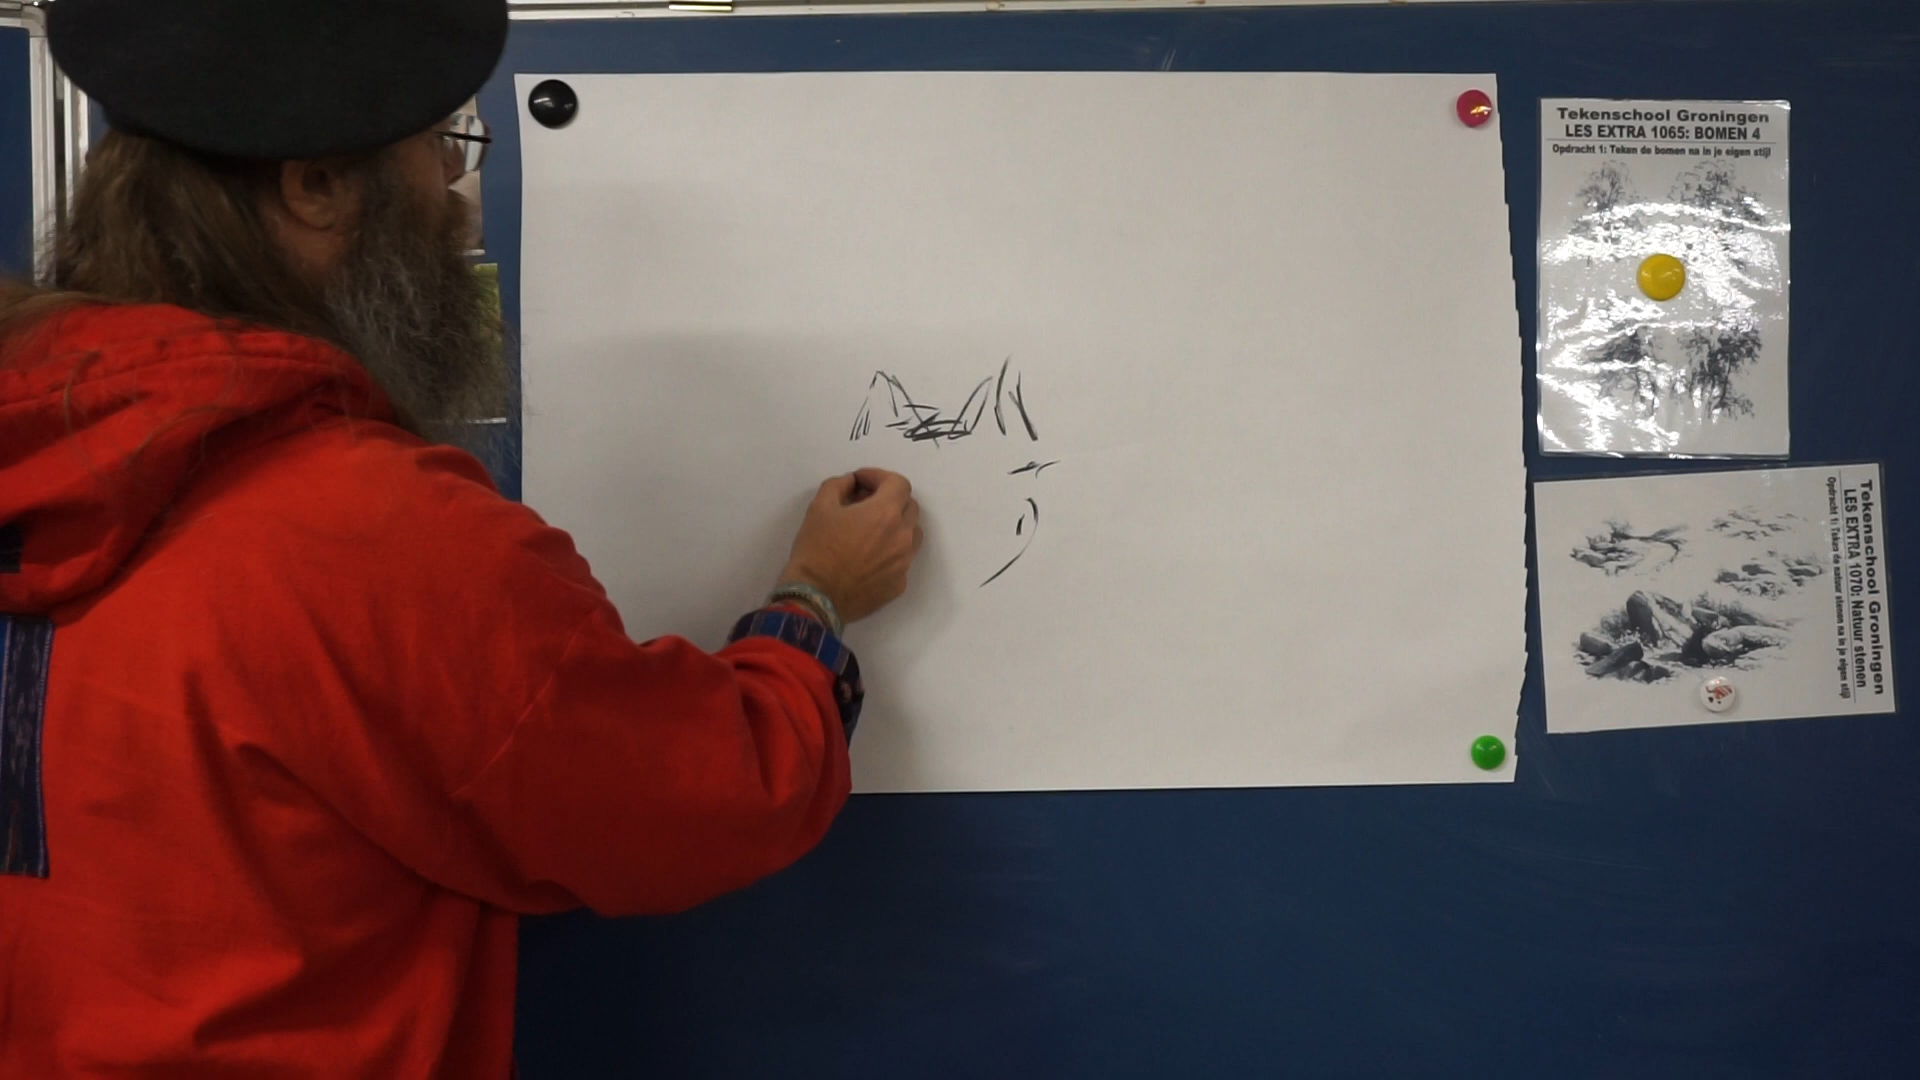 Tekenschool Groningen
LES EXTRA 1065: BOMEN 4
Opdracht 1: Teken de bomen na in je eigen stijl
Tekenschool Groningen
LES EXTRA 1070: Natuur stenen
Opdracht 1: Teken de natuur stenen na in je eigen stijl